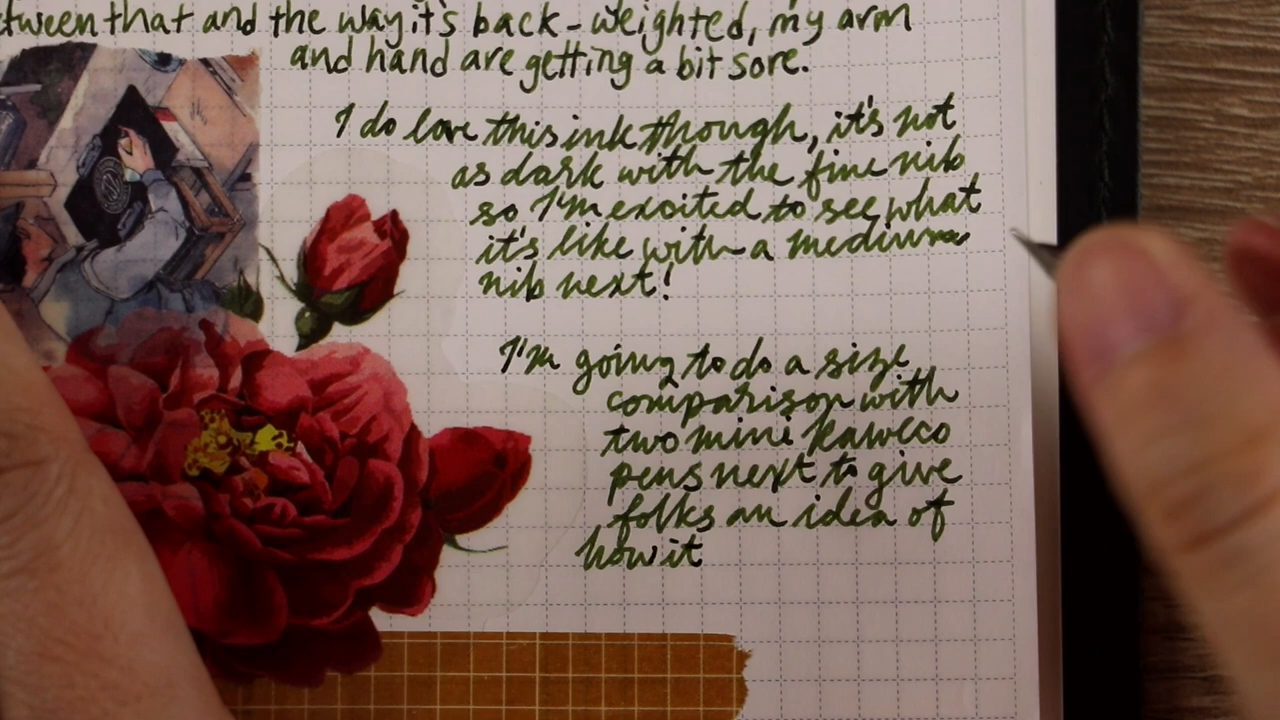 tween that and the way it's back-weighted, my arm
and hand are getting a bit sore.
I do love this ink though, it's not
as dark with the fine nib
so I'm excited to see what
it's like with a medium
nib next!
I'm going to do a size
comparison with
two mini Kaweco
pens next to give
folks an idea of
how it